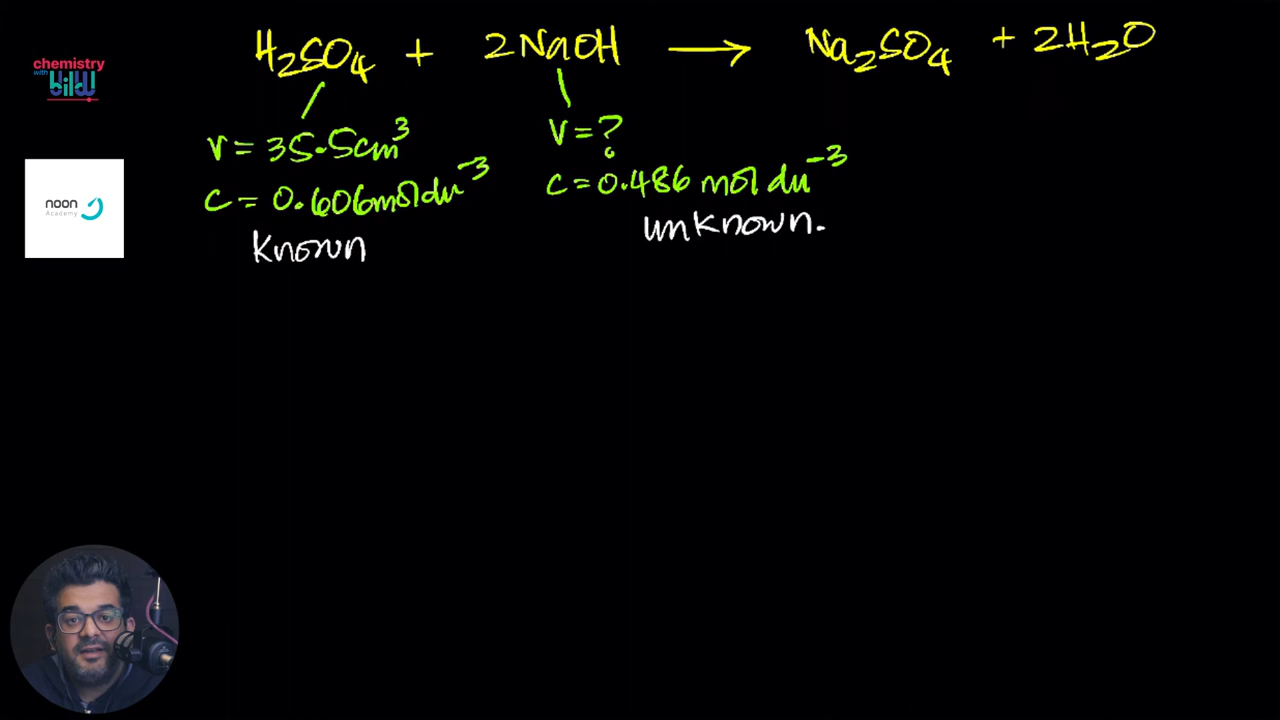 H₂SO₄ + 2NaOH → Na₂SO₄ + 2H₂O
chemistry
with bilal
V = 35.5cm³
V = ?
C = 0.606mol dm⁻³
C = 0.486 mol dm⁻³
known
unknown.
noon
Academy